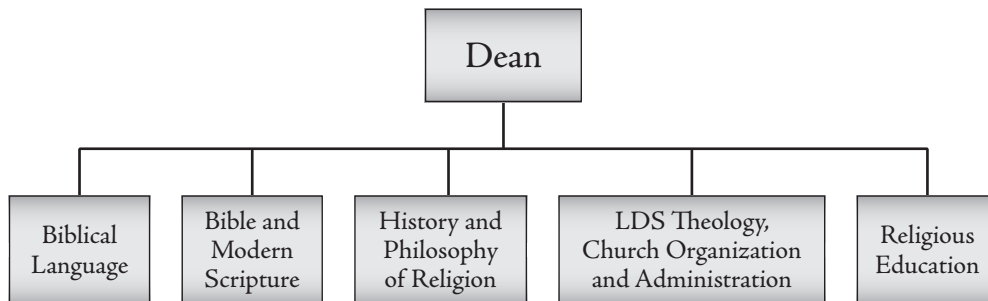 Dean
Biblical
Language
Bible and
Modern
Scripture
History and
Philosophy
of Religion
LDS Theology,
Church Organization
and Administration
Religious
Education